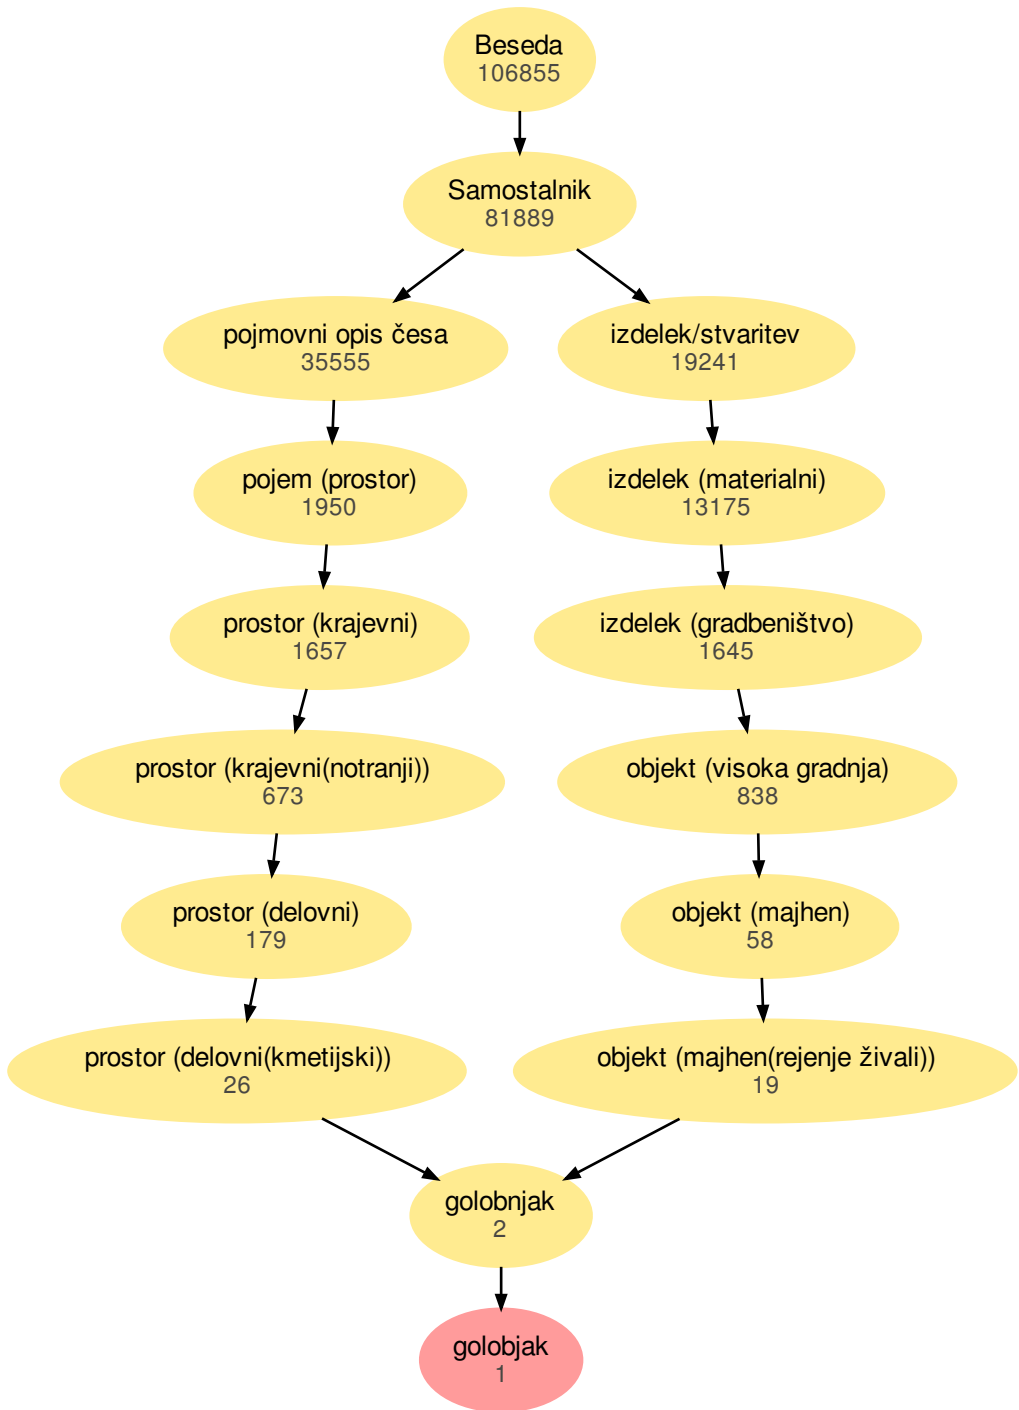 Beseda
106855
Samostalnik
81889
pojmovni opis česa
35555
izdelek/stvaritev
19241
pojem (prostor)
1950
izdelek (materialni)
13175
prostor (krajevni)
1657
izdelek (gradbeništvo)
1645
prostor (krajevni(notranji))
673
objekt (visoka gradnja)
838
prostor (delovni)
179
objekt (majhen)
58
prostor (delovni(kmetijski))
26
objekt (majhen(rejenje živali))
19
golobnjak
2
golobjak
1